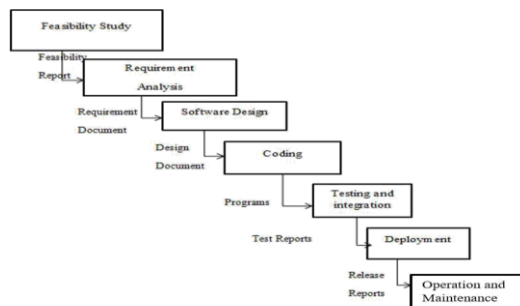 Feasibility Study
Feasibility
Report
Requirement
Analysis
Requirement
Document
Software Design
Design
Document
Coding
Programs
Testing and
integration
Test Reports
Deployment
Release
Reports
Operation and
Maintenance